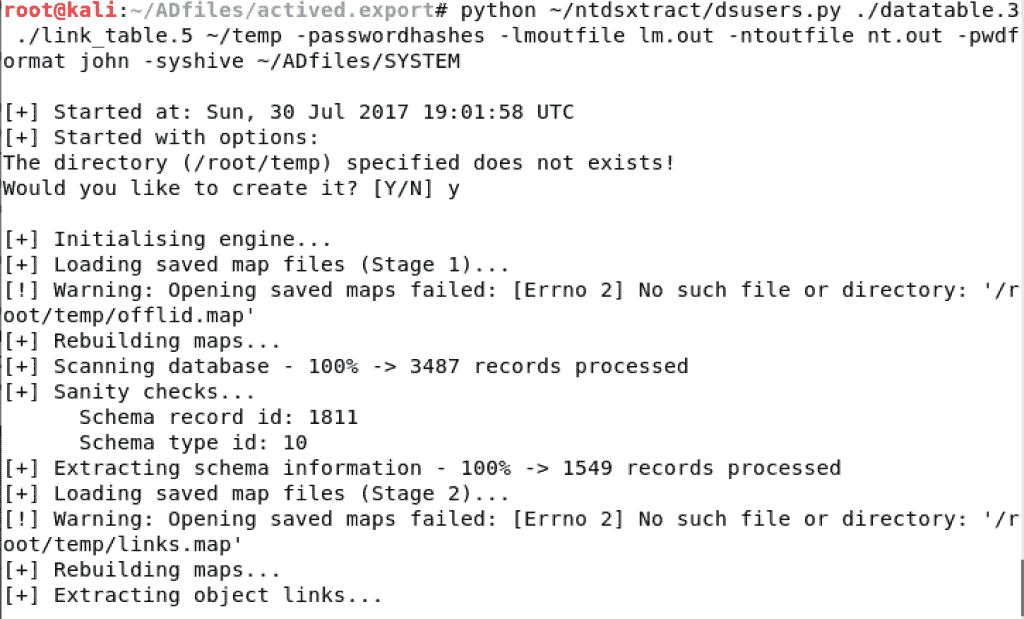 root@kali:~/ADfiles/actived.export# python ~/ntdsxtract/dsusers.py ./datatable.3
 ./link_table.5 ~/temp -passwordhashes -lmoutfile lm.out -ntoutfile nt.out -pwdf
ormat john -syshive ~/ADfiles/SYSTEM
[+] Started at: Sun, 30 Jul 2017 19:01:58 UTC
[+] Started with options:
The directory (/root/temp) specified does not exists!
Would you like to create it? [Y/N] y
[+] Initialising engine...
[+] Loading saved map files (Stage 1)...
[!] Warning: Opening saved maps failed: [Errno 2] No such file or directory: '/r
oot/temp/offlid.map'
[+] Rebuilding maps...
[+] Scanning database - 100% -> 3487 records processed
[+] Sanity checks...
      Schema record id: 1811
      Schema type id: 10
[+] Extracting schema information - 100% -> 1549 records processed
[+] Loading saved map files (Stage 2)...
[!] Warning: Opening saved maps failed: [Errno 2] No such file or directory: '/r
oot/temp/links.map'
[+] Rebuilding maps...
[+] Extracting object links...